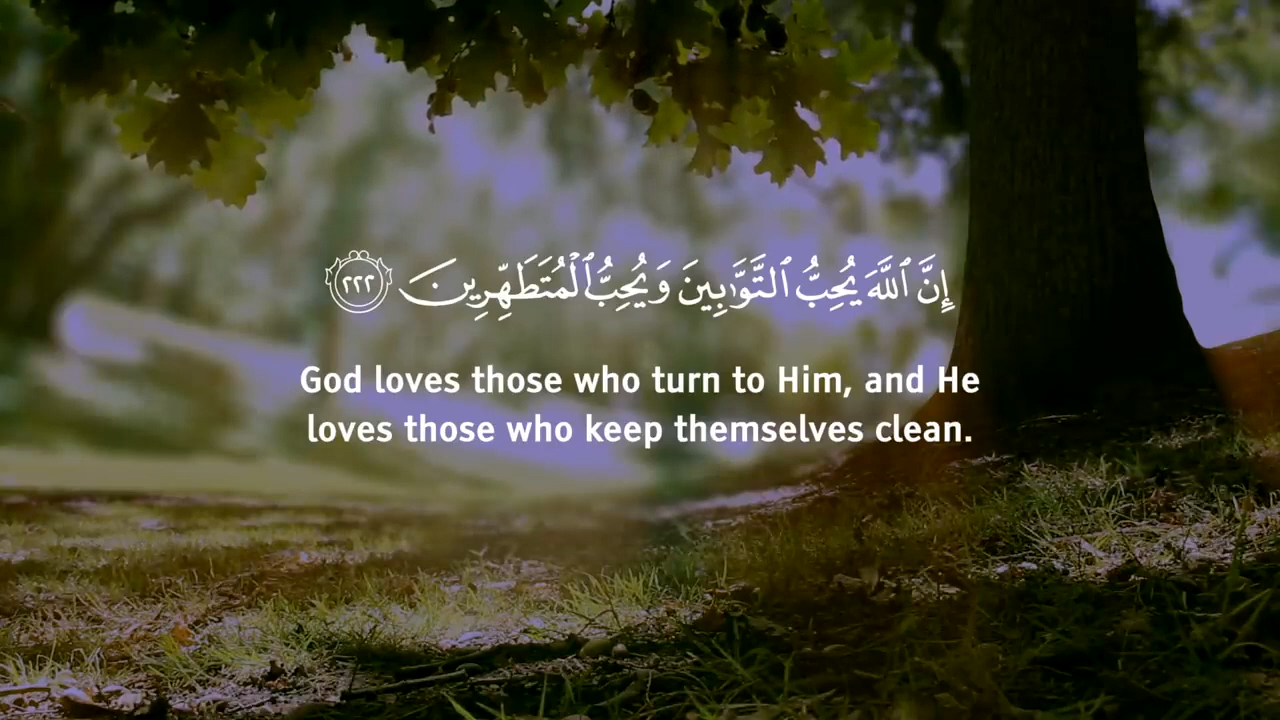 إِنَّ ٱللَّهَ يُحِبُّ ٱلتَّوَّٰبِينَ وَيُحِبُّ ٱلْمُتَطَهِّرِينَ ٢٢٢
God loves those who turn to Him, and He
loves those who keep themselves clean.